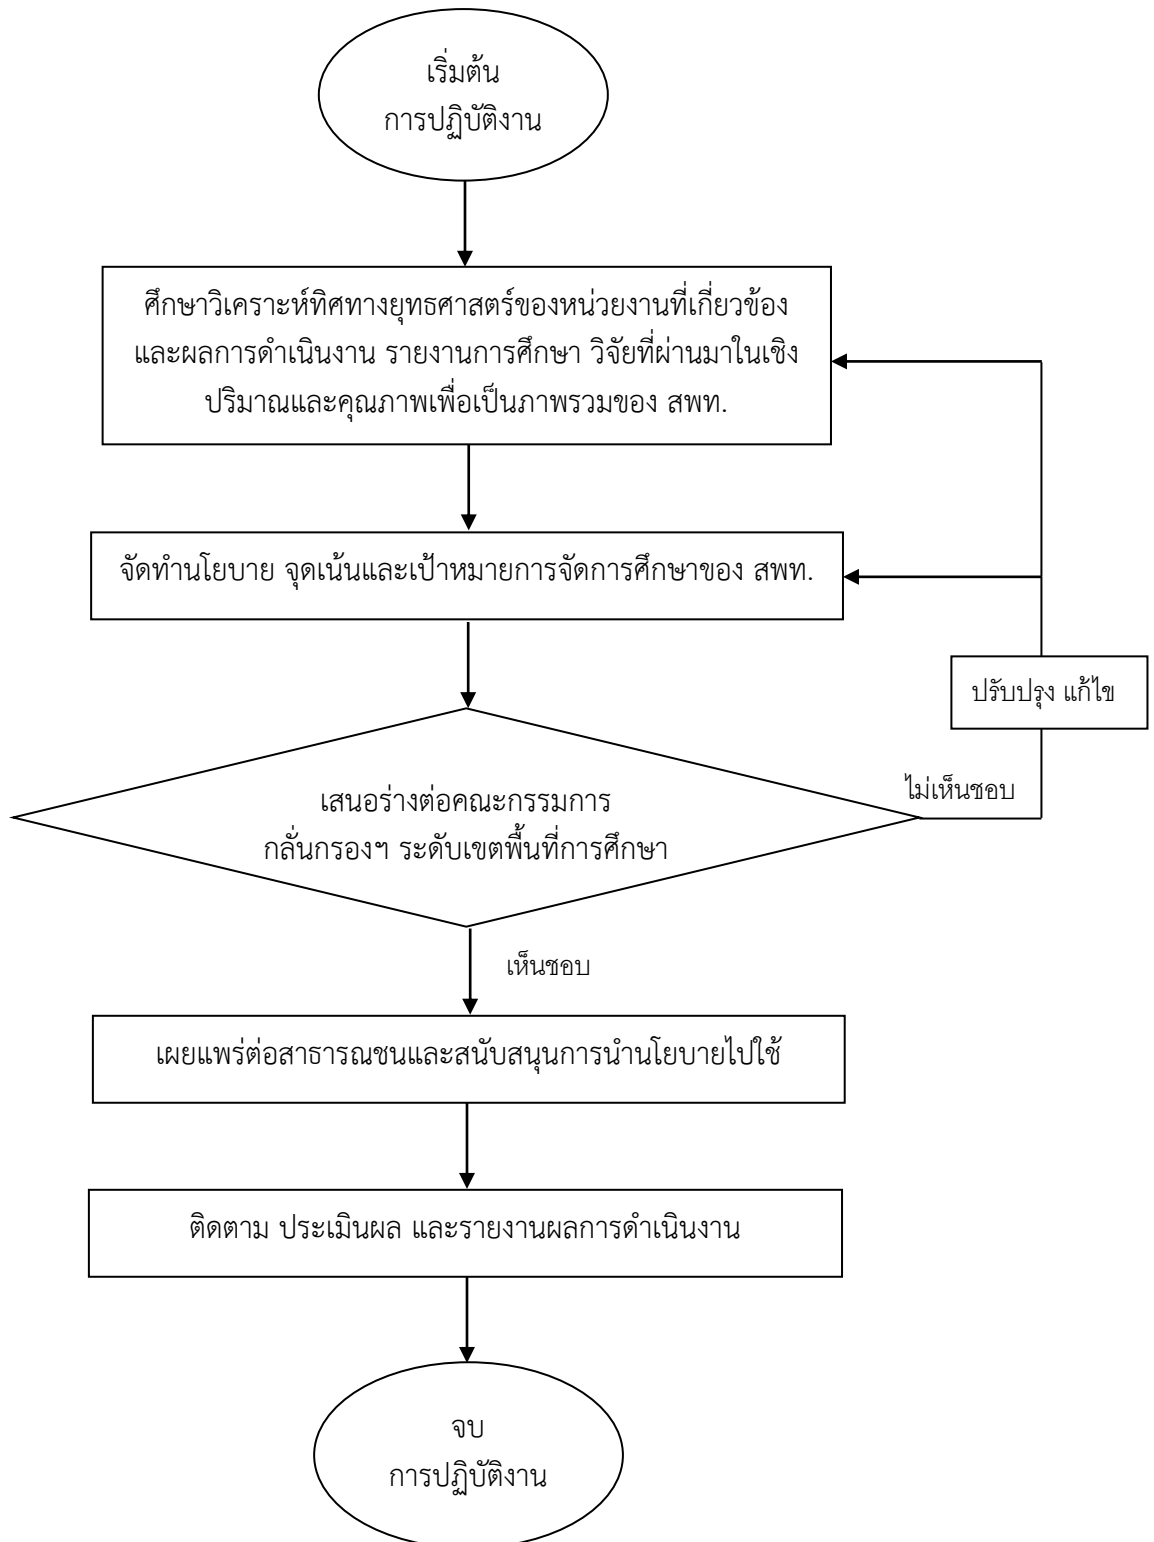 เริ่มต้น
การปฏิบัติงาน
ศึกษาวิเคราะห์ทิศทางยุทธศาสตร์ของหน่วยงานที่เกี่ยวข้อง
และผลการดำเนินงาน รายงานการศึกษา วิจัยที่ผ่านมาในเชิง
ปริมาณและคุณภาพเพื่อเป็นภาพรวมของ สพท.
จัดทำนโยบาย จุดเน้นและเป้าหมายการจัดการศึกษาของ สพท.
ปรับปรุง แก้ไข
ไม่เห็นชอบ
เสนอร่างต่อคณะกรรมการ
กลั่นกรองฯ ระดับเขตพื้นที่การศึกษา
เห็นชอบ
เผยแพร่ต่อสาธารณชนและสนับสนุนการนำนโยบายไปใช้
ติดตาม ประเมินผล และรายงานผลการดำเนินงาน
จบ
การปฏิบัติงาน